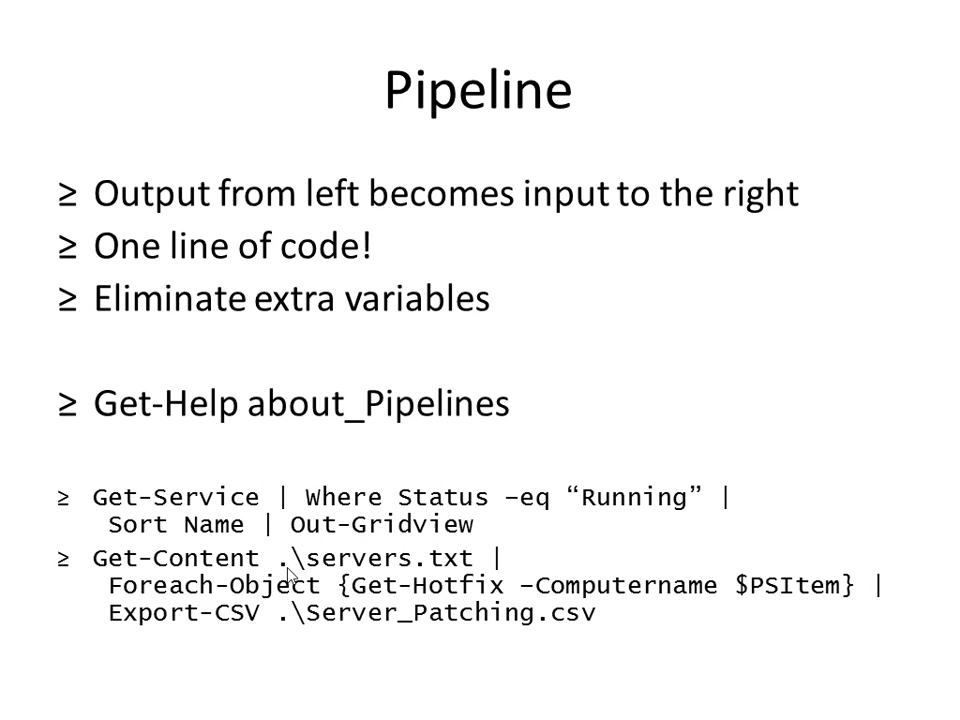 Pipeline
≥ Output from left becomes input to the right
≥ One line of code!
≥ Eliminate extra variables
≥ Get-Help about_Pipelines
≥ Get-Service | Where Status –eq “Running” |
Sort Name | Out-Gridview
≥ Get-Content .\servers.txt |
Foreach-Object {Get-Hotfix –Computername $PSItem} |
Export-CSV .\Server_Patching.csv